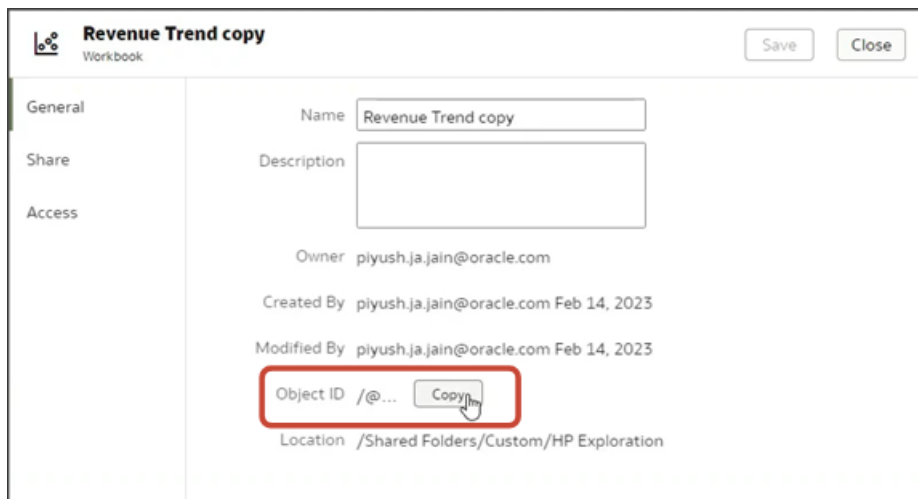 Revenue Trend copy
Workbook
Save
Close
General
Share
Access
Name Revenue Trend copy
Description
Owner piyush.ja.jain@oracle.com
Created By piyush.ja.jain@oracle.com Feb 14, 2023
Modified By piyush.ja.jain@oracle.com Feb 14, 2023
Object ID /@... Copy
Location /Shared Folders/Custom/HP Exploration